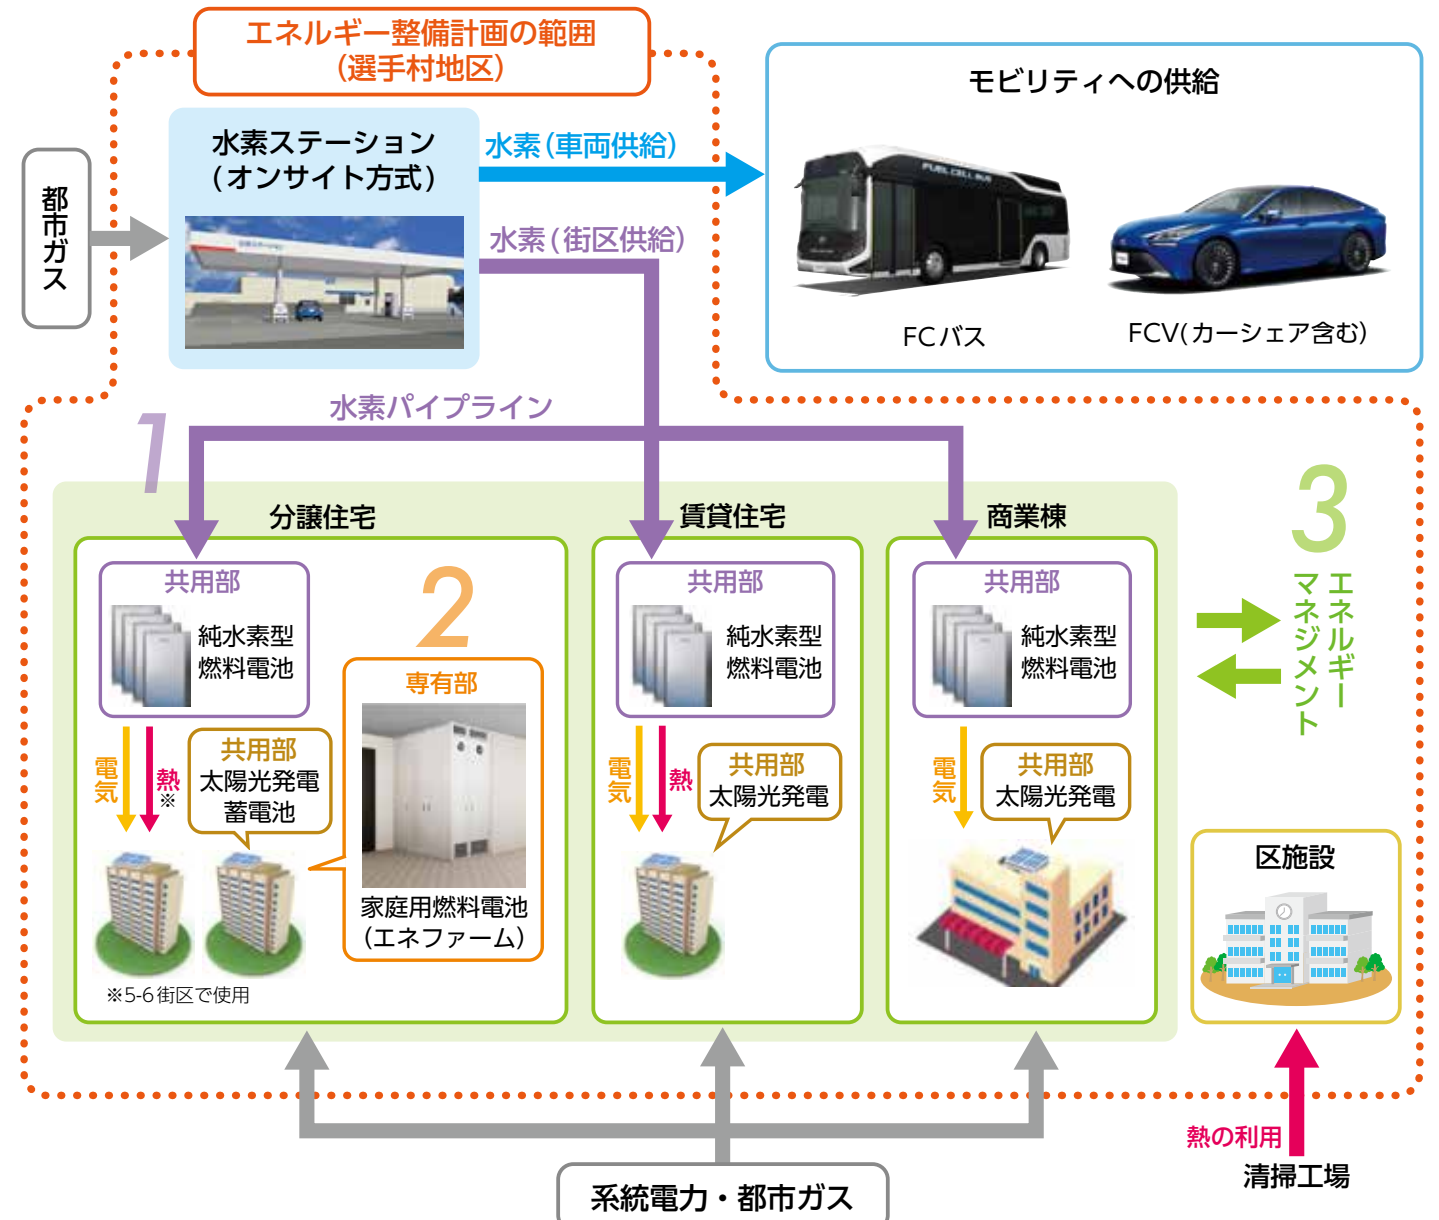 エネルギー整備計画の範囲
(選手村地区)
モビリティへの供給
水素ステーション
(オンサイト方式)
水素(車両供給)
都市ガス
水素(街区供給)
FUEL CELL BUS
FCバス
FCV(カーシェア含む)
1
水素パイプライン
分譲住宅
賃貸住宅
商業棟
3
エネルギー
マネジメント
共用部
純水素型
燃料電池
2
専有部
電気
熱
※
共用部
太陽光発電
蓄電池
家庭用燃料電池
(エネファーム)
※5-6街区で使用
共用部
純水素型
燃料電池
電気
熱
共用部
太陽光発電
共用部
純水素型
燃料電池
電気
共用部
太陽光発電
区施設
熱の利用
清掃工場
系統電力・都市ガス